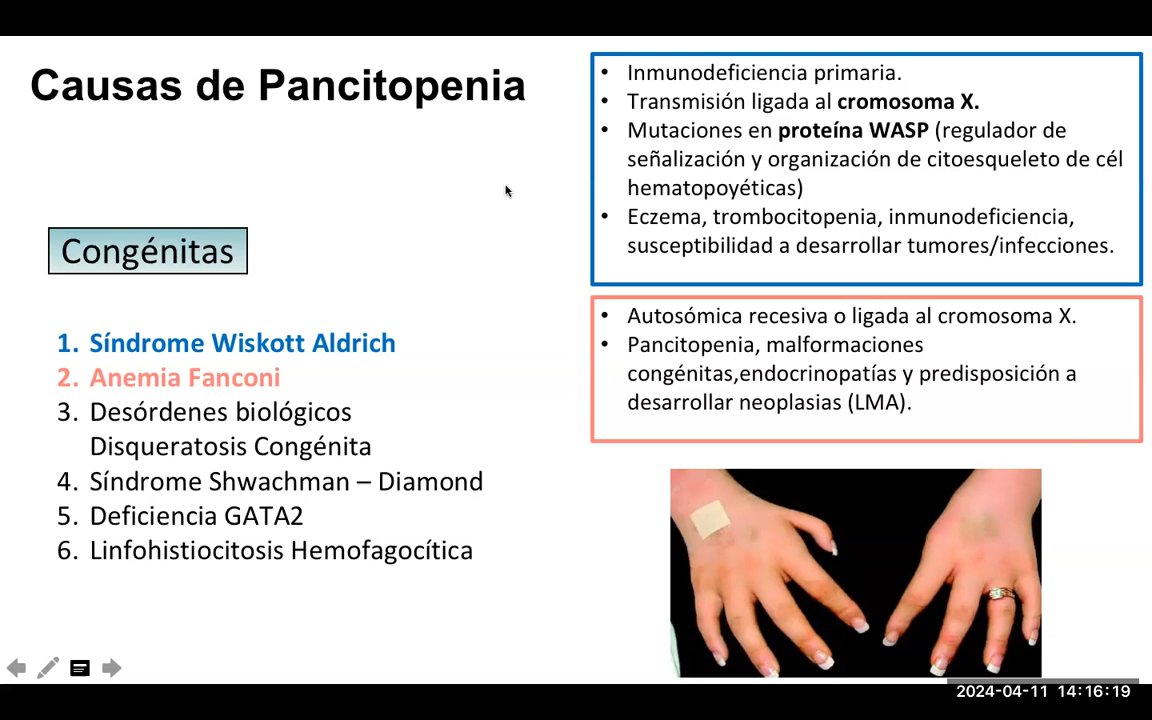 Causas de Pancitopenia
Congénitas
1. Síndrome Wiskott Aldrich
2. Anemia Fanconi
3. Desórdenes biológicos
Disqueratosis Congénita
4. Síndrome Shwachman – Diamond
5. Deficiencia GATA2
6. Linfohistiocitosis Hemofagocítica
• Inmunodeficiencia primaria.
• Transmisión ligada al cromosoma X.
• Mutaciones en proteína WASP (regulador de
señalización y organización de citoesqueleto de cél
hematopoyéticas)
• Eczema, trombocitopenia, inmunodeficiencia,
susceptibilidad a desarrollar tumores/infecciones.
• Autosómica recesiva o ligada al cromosoma X.
• Pancitopenia, malformaciones
congénitas,endocrinopatías y predisposición a
desarrollar neoplasias (LMA).
2024-04-11 14:16:19